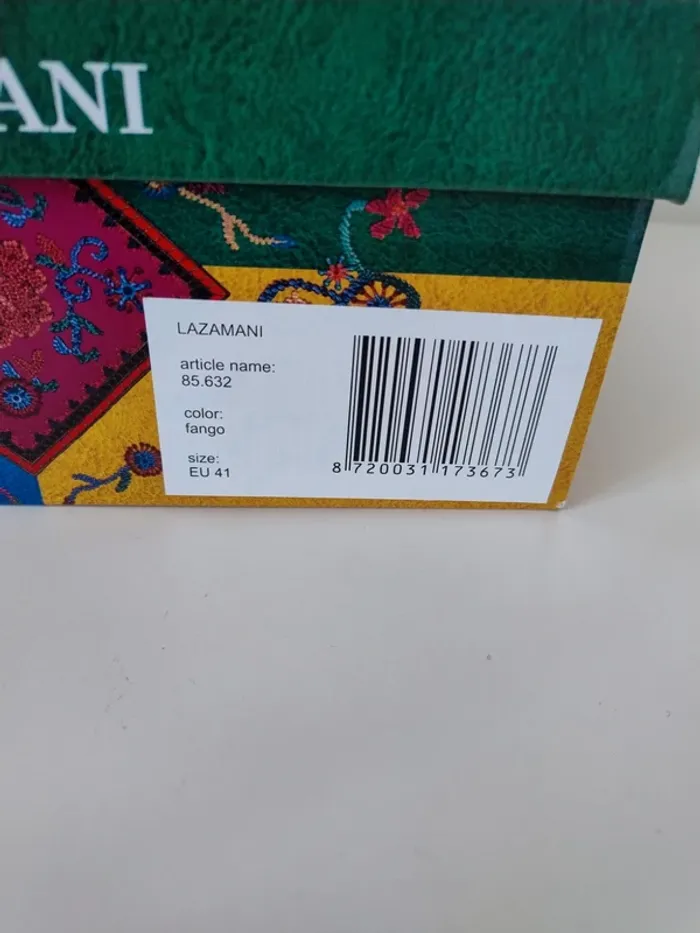 ANI
LAZAMANI
article name:
85.632
color:
fango
size:
EU 41
8 720031 173673